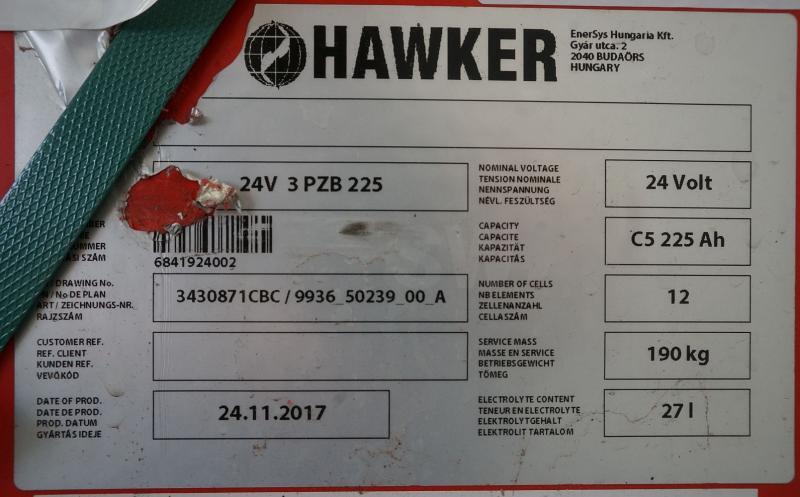 HAWKER
EnerSys Hungaria Kft.
Gyár utca. 2
2040 BUDAÖRS
HUNGARY
24V 3 PZB 225
NOMINAL VOLTAGE
TENSION NOMINALE
NENNSPANNUNG
NÉVL. FESZÜLTSÉG
24 Volt
6841924002
CAPACITY
CAPACITE
KAPAZITÄT
KAPACITÁS
C5 225 Ah
DRAWING No.
/ No DE PLAN
ART / ZEICHNUNGS-NR.
RAJZSZÁM
3430871CBC / 9936_50239_00_A
NUMBER OF CELLS
NB ELEMENTS
ZELLENANZAHL
CELLASZÁM
12
CUSTOMER REF.
REF. CLIENT
KUNDEN REF.
VEVŐKÓD
SERVICE MASS
MASSE EN SERVICE
BETRIEBSGEWICHT
TÖMEG
190 kg
DATE OF PROD.
DATE DE PROD.
PROD. DATUM
GYÁRTÁS IDEJE
24.11.2017
ELECTROLYTE CONTENT
TENEUR EN ELECTROLYTE
ELEKTROLYTGEHALT
ELEKTROLIT TARTALOM
27 l